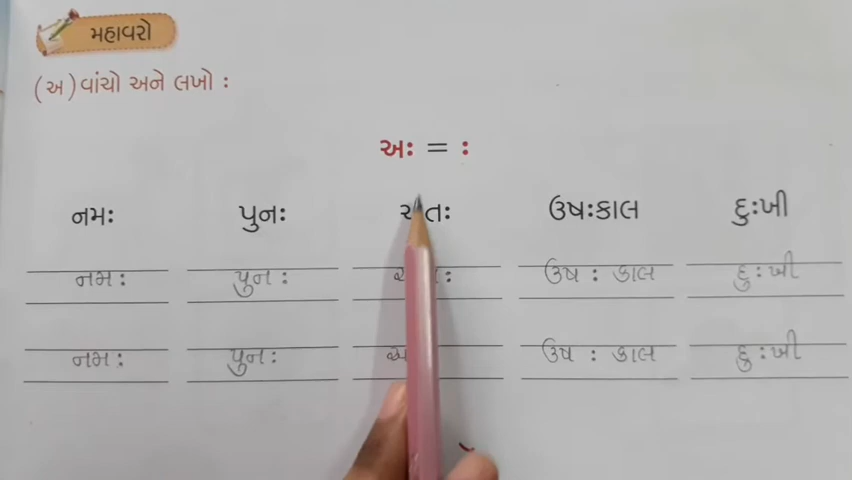 મહાવરો
(અ) વાંચો અને લખો :
અઃ = ઃ
નમઃ પુનઃ ઉષઃકાલ દુઃખી
નમઃ પુનઃ ઉષઃકાલ દુઃખી
નમઃ પુનઃ ઉષઃકાલ દુઃખી